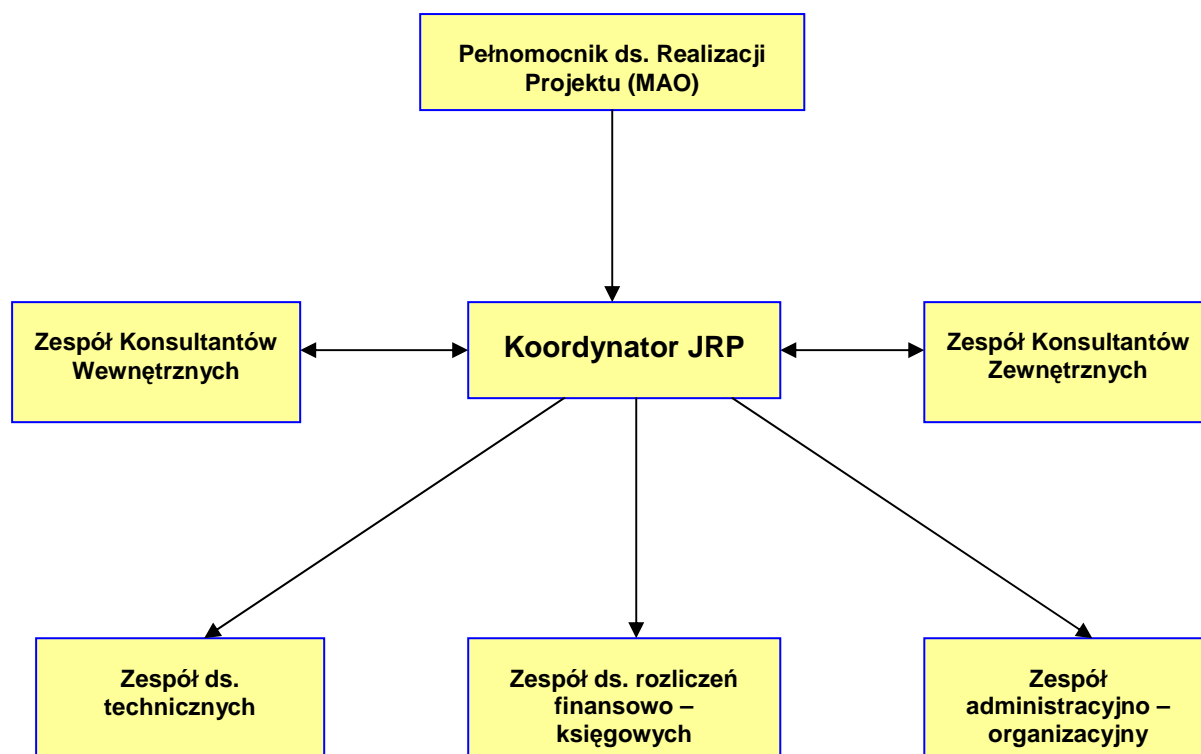 Pełnomocnik ds. Realizacji
Projektu (MAO)
Zespół Konsultantów
Wewnętrznych
Koordynator JRP
Zespół Konsultantów
Zewnętrznych
Zespół ds.
technicznych
Zespół ds. rozliczeń
finansowo –
księgowych
Zespół
administracyjno –
organizacyjny